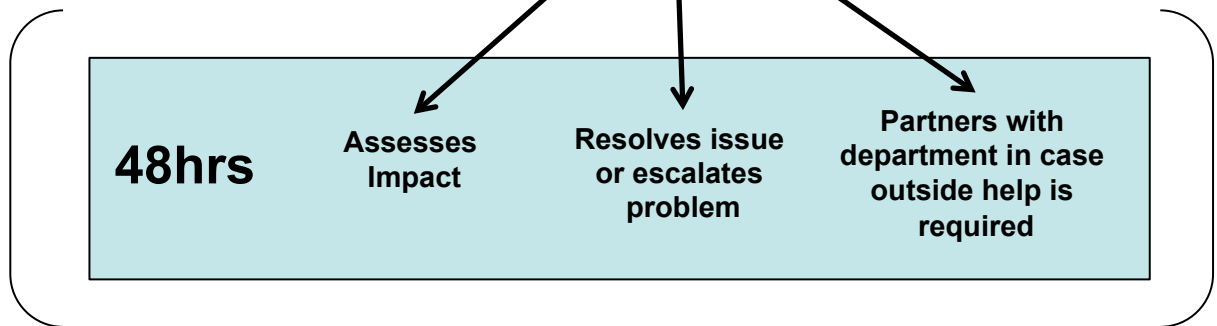 48hrs
Assesses
Impact
Resolves issue
or escalates
problem
Partners with
department in case
outside help is
required